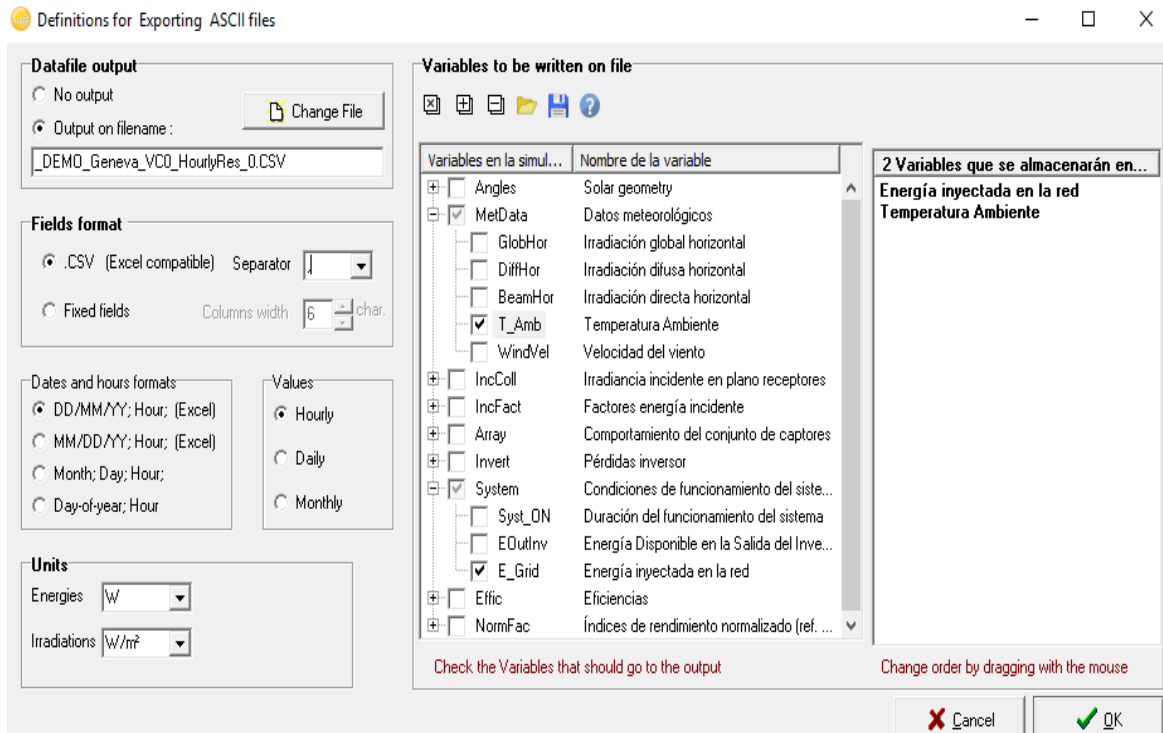 Definitions for Exporting ASCII files
Datafile output
No output
Output on filename :
Change File
_DEMO_Geneva_VC0_HourlyRes_0.CSV
Fields format
.CSV (Excel compatible) Separator
Fixed fields Columns width 6 char.
Dates and hours formats
DD/MM/YY; Hour; (Excel)
MM/DD/YY; Hour; (Excel)
Month; Day; Hour;
Day-of-year; Hour
Values
Hourly
Daily
Monthly
Units
Energies W
Irradiations W/m²
Variables to be written on file
Variables en la simul... Nombre de la variable
Angles Solar geometry
MetData Datos meteorológicos
GlobHor Irradiación global horizontal
DiffHor Irradiación difusa horizontal
BeamHor Irradiación directa horizontal
T_Amb Temperatura Ambiente
WindVel Velocidad del viento
IncColl Irradiancia incidente en plano receptores
IncFact Factores energía incidente
Array Comportamiento del conjunto de captores
Invert Pérdidas inversor
System Condiciones de funcionamiento del siste...
Syst_ON Duración del funcionamiento del sistema
EOutInv Energía Disponible en la Salida del Inve...
E_Grid Energía inyectada en la red
Effic Eficiencias
NormFac Índices de rendimiento normalizado (ref. ...
Check the Variables that should go to the output
2 Variables que se almacenarán en...
Energía inyectada en la red
Temperatura Ambiente
Change order by dragging with the mouse
Cancel
OK